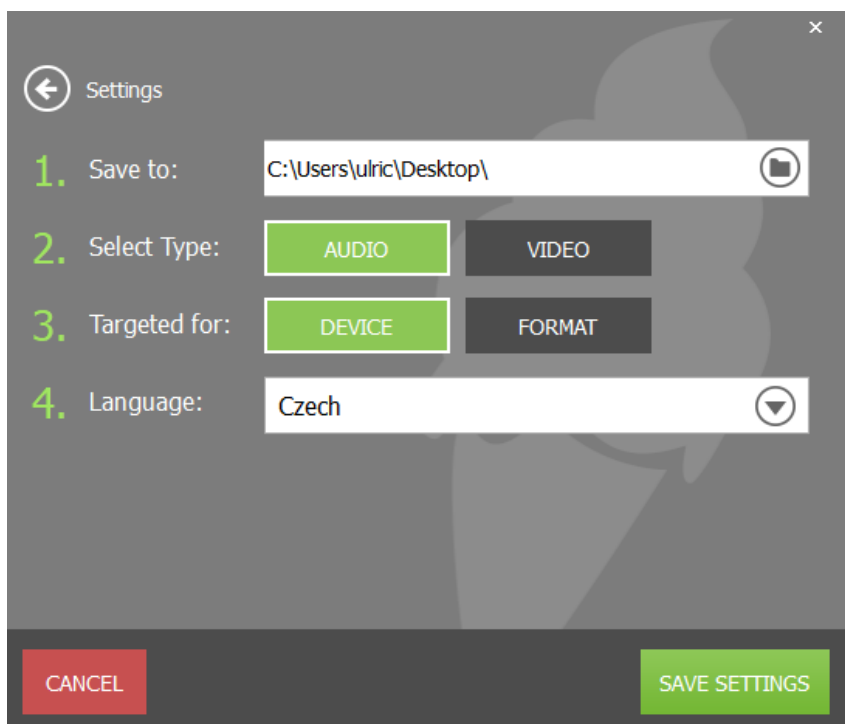 ×
Settings
1. Save to: C:\Users\ulric\Desktop\
2. Select Type: AUDIO VIDEO
3. Targeted for: DEVICE FORMAT
4. Language: Czech
CANCEL SAVE SETTINGS